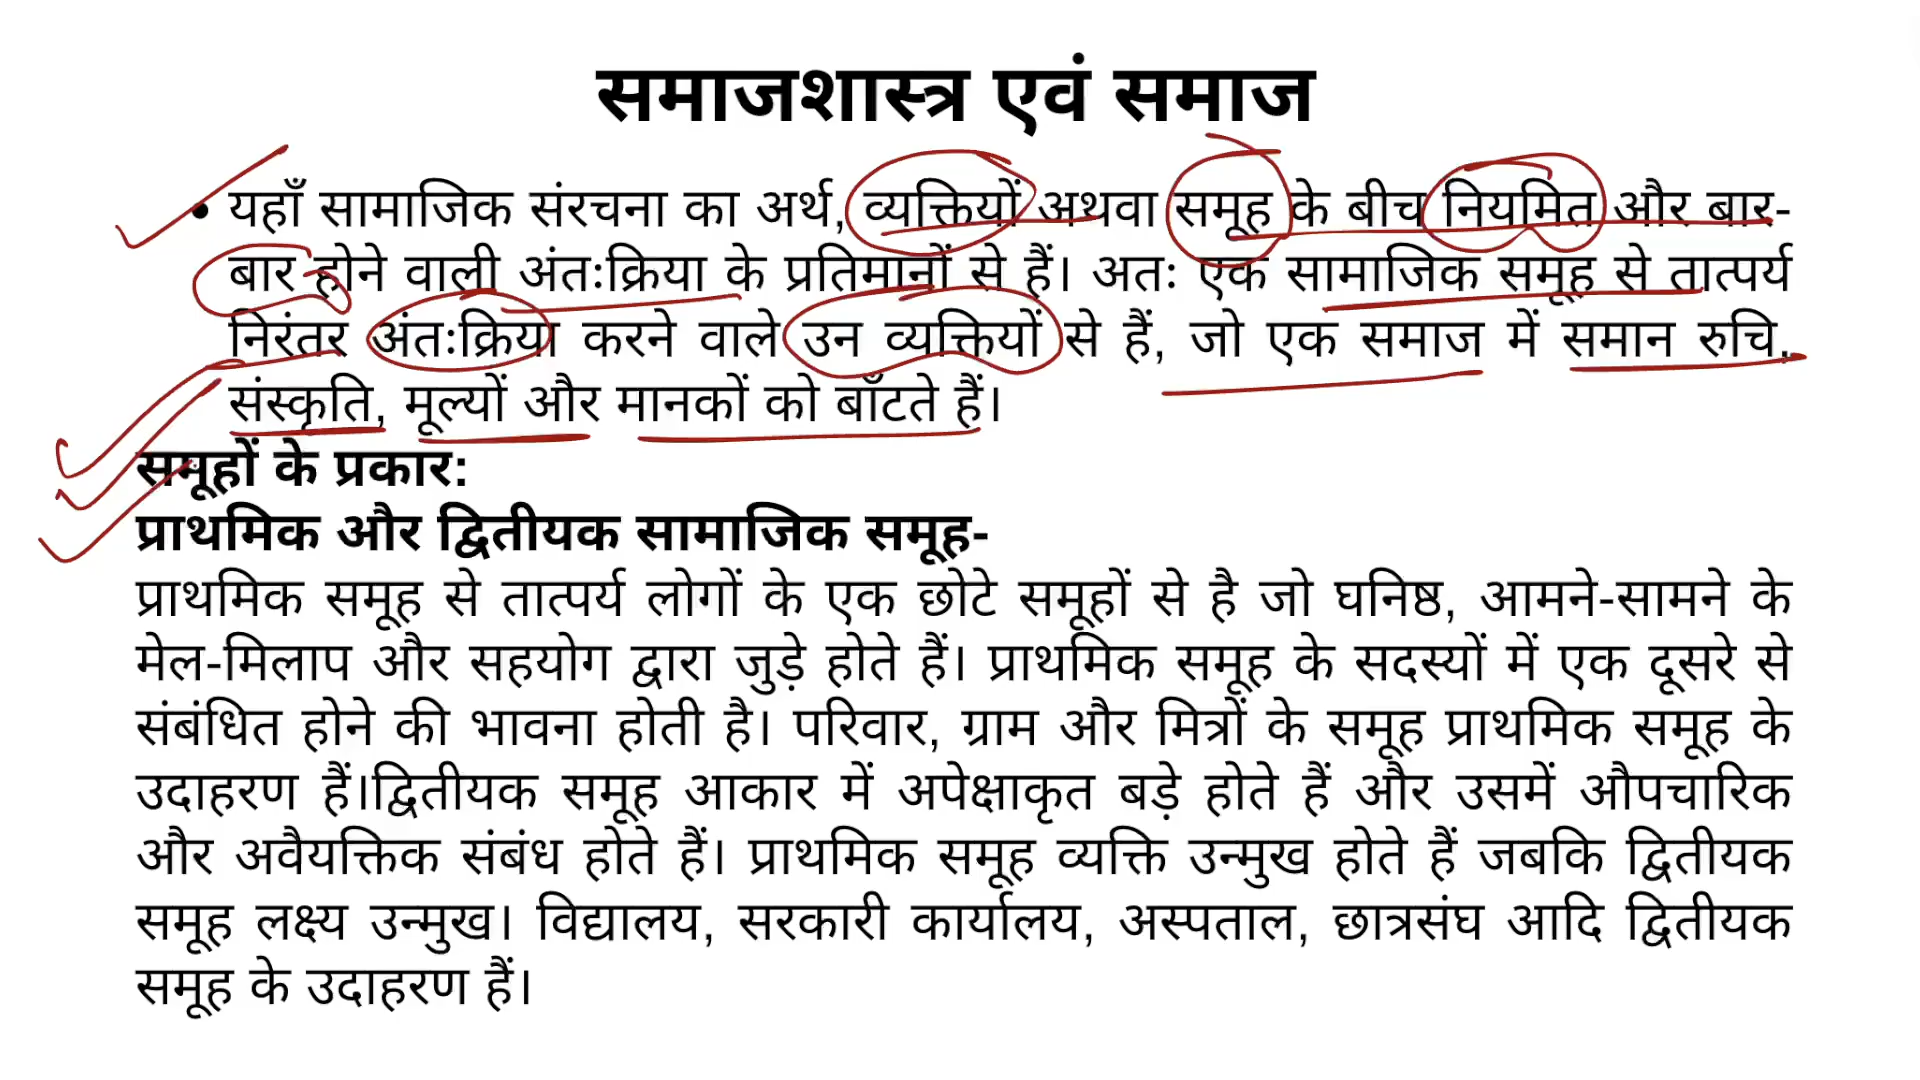 समाजशास्त्र एवं समाज
• यहाँ सामाजिक संरचना का अर्थ, व्यक्तियों अथवा समूह के बीच नियमित और बार-
बार होने वाली अंतःक्रिया के प्रतिमानों से हैं। अतः एक सामाजिक समूह से तात्पर्य
निरंतर अंतःक्रिया करने वाले उन व्यक्तियों से हैं, जो एक समाज में समान रुचि,
संस्कृति, मूल्यों और मानकों को बाँटते हैं।
समूहों के प्रकार:
प्राथमिक और द्वितीयक सामाजिक समूह-
प्राथमिक समूह से तात्पर्य लोगों के एक छोटे समूहों से है जो घनिष्ठ, आमने-सामने के
मेल-मिलाप और सहयोग द्वारा जुड़े होते हैं। प्राथमिक समूह के सदस्यों में एक दूसरे से
संबंधित होने की भावना होती है। परिवार, ग्राम और मित्रों के समूह प्राथमिक समूह के
उदाहरण हैं।द्वितीयक समूह आकार में अपेक्षाकृत बड़े होते हैं और उसमें औपचारिक
और अवैयक्तिक संबंध होते हैं। प्राथमिक समूह व्यक्ति उन्मुख होते हैं जबकि द्वितीयक
समूह लक्ष्य उन्मुख। विद्यालय, सरकारी कार्यालय, अस्पताल, छात्रसंघ आदि द्वितीयक
समूह के उदाहरण हैं।